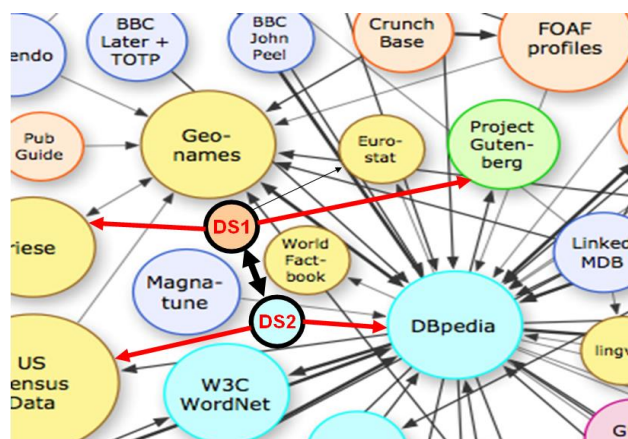 BBC
Later +
TOTP
BBC
John
Peel
Crunch
Base
FOAF
profiles
endo
Pub
Guide
Geo-
names
Euro-
stat
Project
Guten-
berg
DS1
riese
World
Fact-
book
Linked
MDB
Magna-
tune
DS2
DBpedia
lingv
US
ensus
Data
W3C
WordNet
G